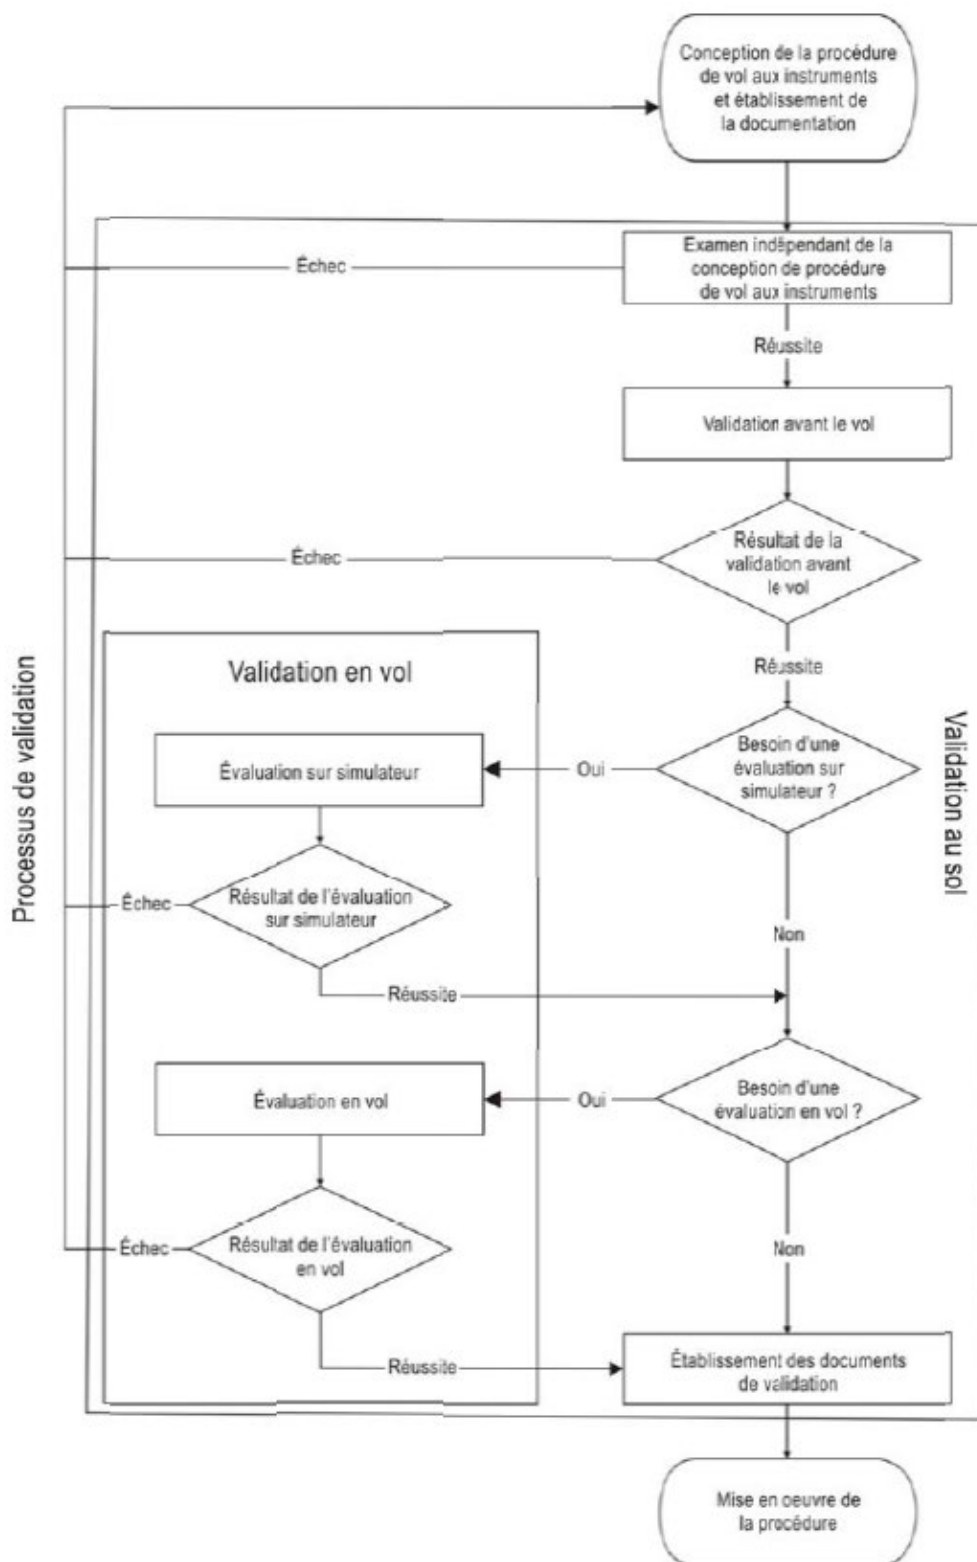 Conception de la procédure
de vol aux instruments
et établissement de
la documentation
Échec
Examen indépendant de la
conception de procédure
de vol aux instruments
Réussite
Validation avant le vol
Échec
Résultat de la
validation avant
le vol
Réussite
Processus de validation
Validation en vol
Validation au sol
Évaluation sur simulateur
Oui
Besoin d'une
évaluation sur
simulateur ?
Échec
Résultat de l'évaluation
sur simulateur
Non
Réussite
Évaluation en vol
Oui
Besoin d'une
évaluation en vol ?
Échec
Résultat de l'évaluation
en vol
Non
Réussite
Établissement des documents
de validation
Mise en oeuvre de
la procédure